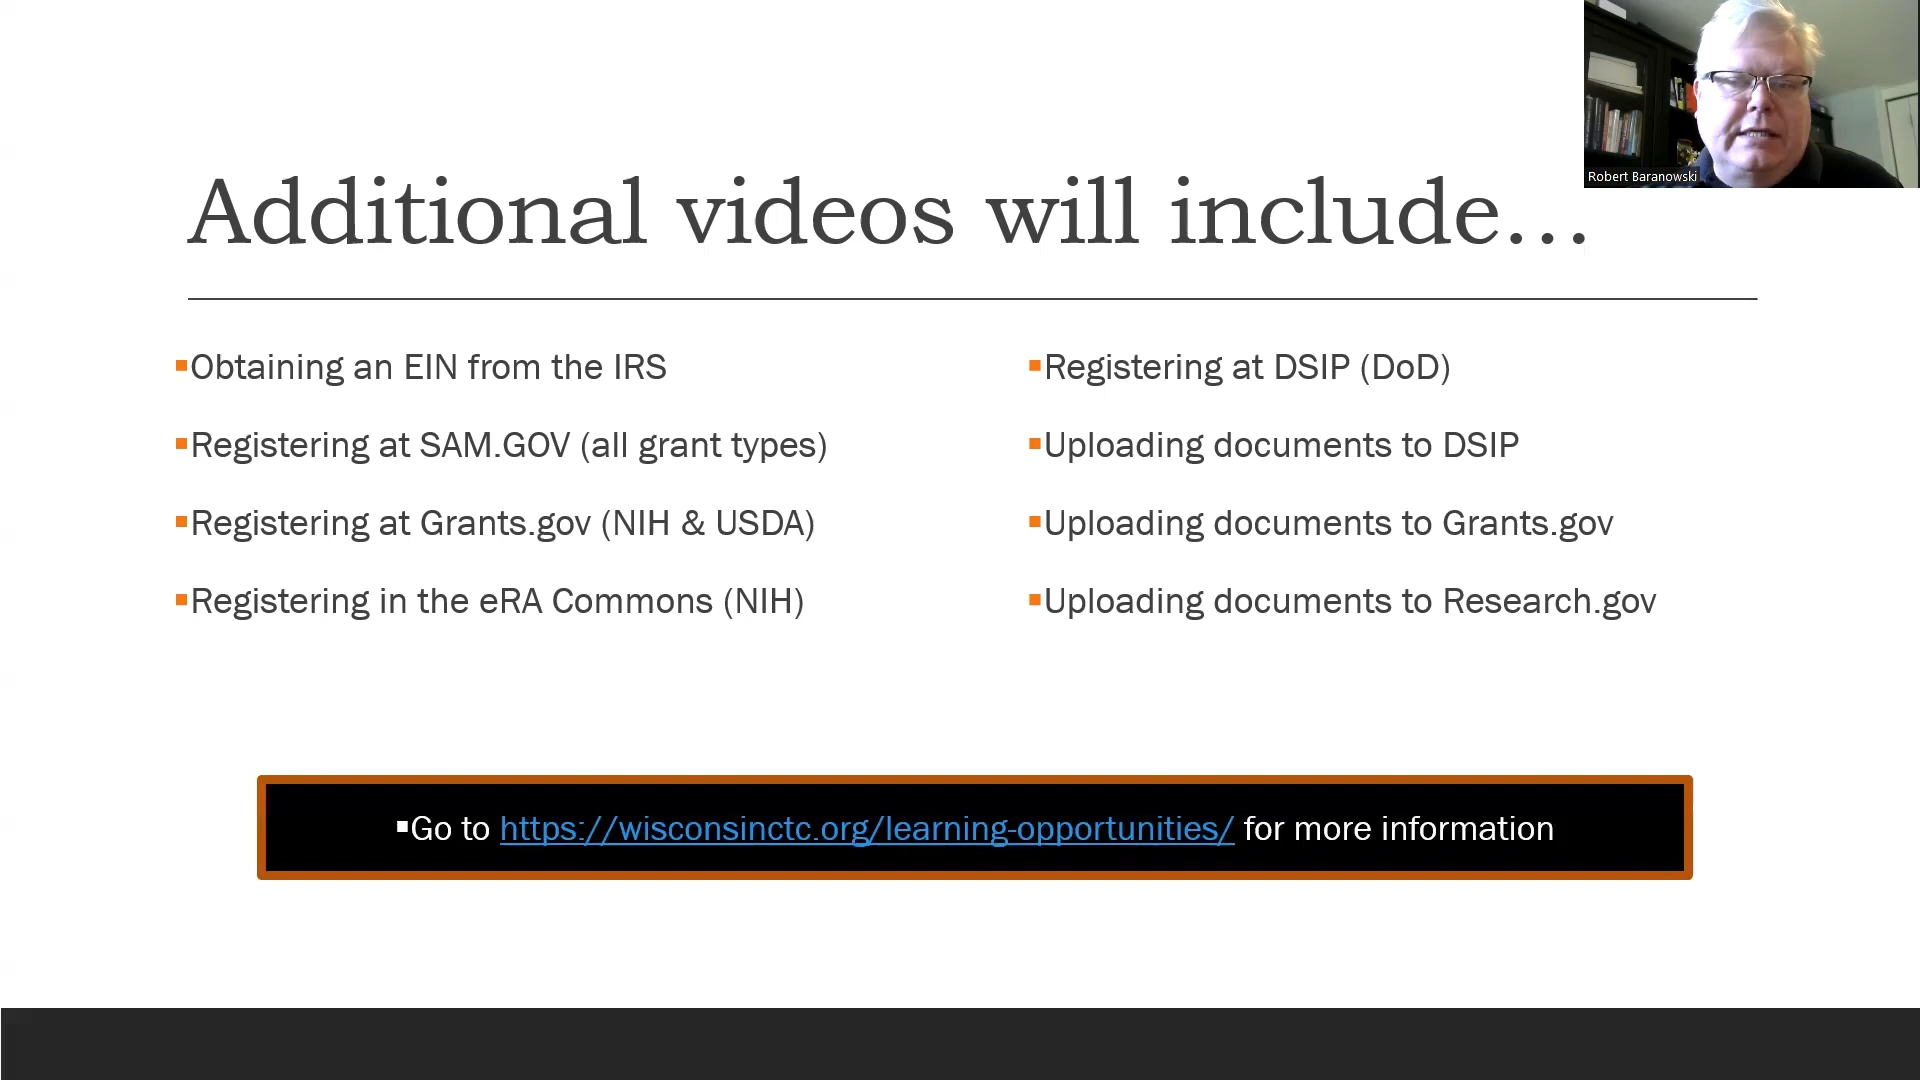 Robert Baranowski
Additional videos will include…
▪Obtaining an EIN from the IRS
▪Registering at SAM.GOV (all grant types)
▪Registering at Grants.gov (NIH & USDA)
▪Registering in the eRA Commons (NIH)
▪Registering at DSIP (DoD)
▪Uploading documents to DSIP
▪Uploading documents to Grants.gov
▪Uploading documents to Research.gov
▪Go to https://wisconsinctc.org/learning-opportunities/ for more information